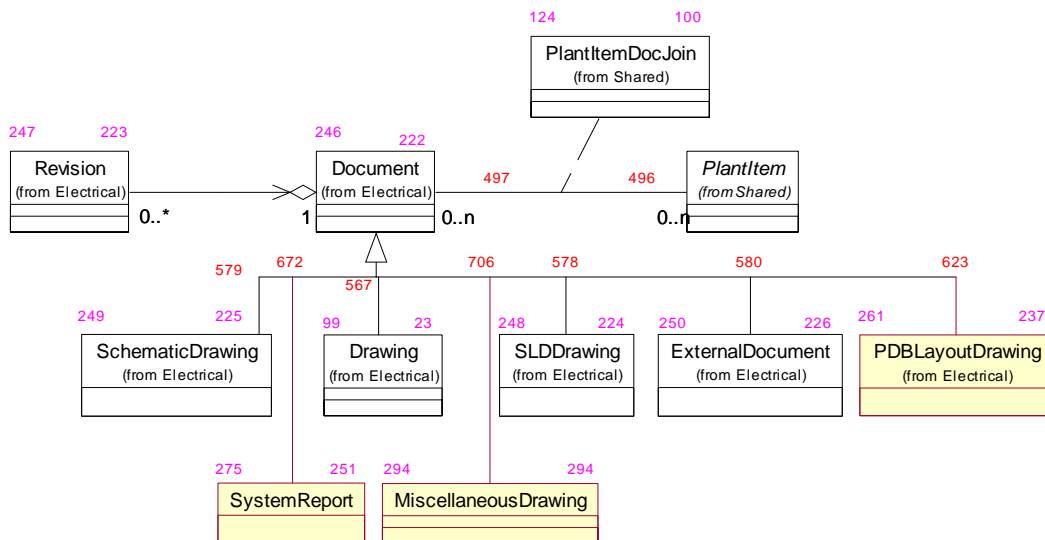 124 100
PlantItemDocJoin
(from Shared)
247 223 246 222
Revision
(from Electrical)
Document
(from Electrical)
497 496
PlantItem
(from Shared)
0..* 1 0..n 0..n
579 672 567 706 578 580 623
249 225
SchematicDrawing
(from Electrical)
99 23
Drawing
(from Electrical)
248 224
SLDDrawing
(from Electrical)
250 226
ExternalDocument
(from Electrical)
261 237
PDBLayoutDrawing
(from Electrical)
275 251
SystemReport
294 294
MiscellaneousDrawing